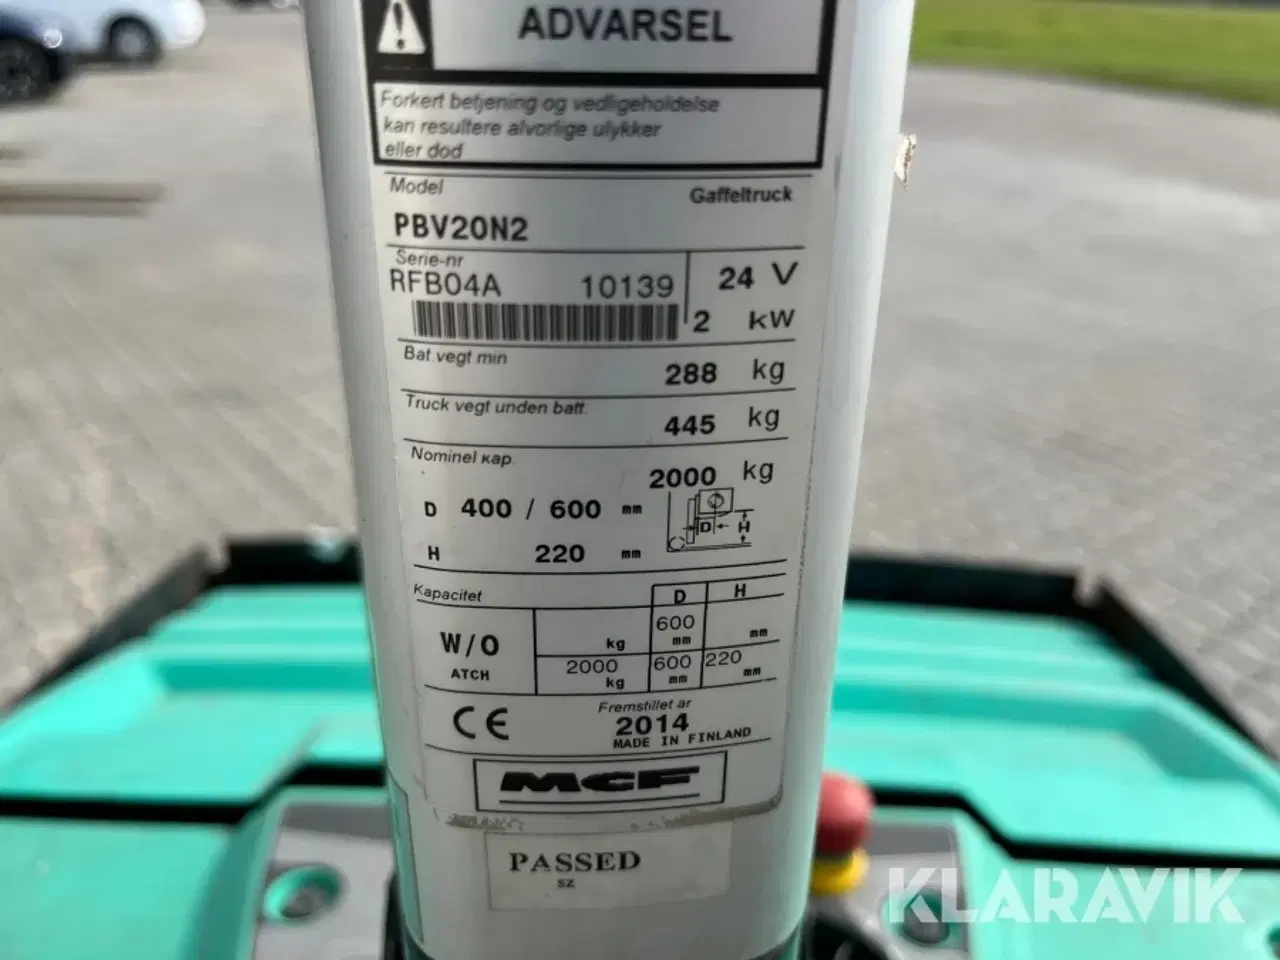 ADVARSEL
Forkert betjening og vedligeholdelse
kan resultere alvorlige ulykker
eller dod
Model
Gaffeltruck
PBV20N2
Serie-nr
RFB04A 10139
24 V
2 kW
Bat.vegt min
288 kg
Truck vegt unden batt.
445 kg
Nominel kap.
2000 kg
D 400 / 600 mm
D H
H 220 mm
Kapacitet
D H
W/O
ATCH
kg 600 mm mm
2000 kg 600 mm 220 mm
CE
Fremstillet ar
2014
MADE IN FINLAND
MCF
PASSED
SZ
KLARAVIK